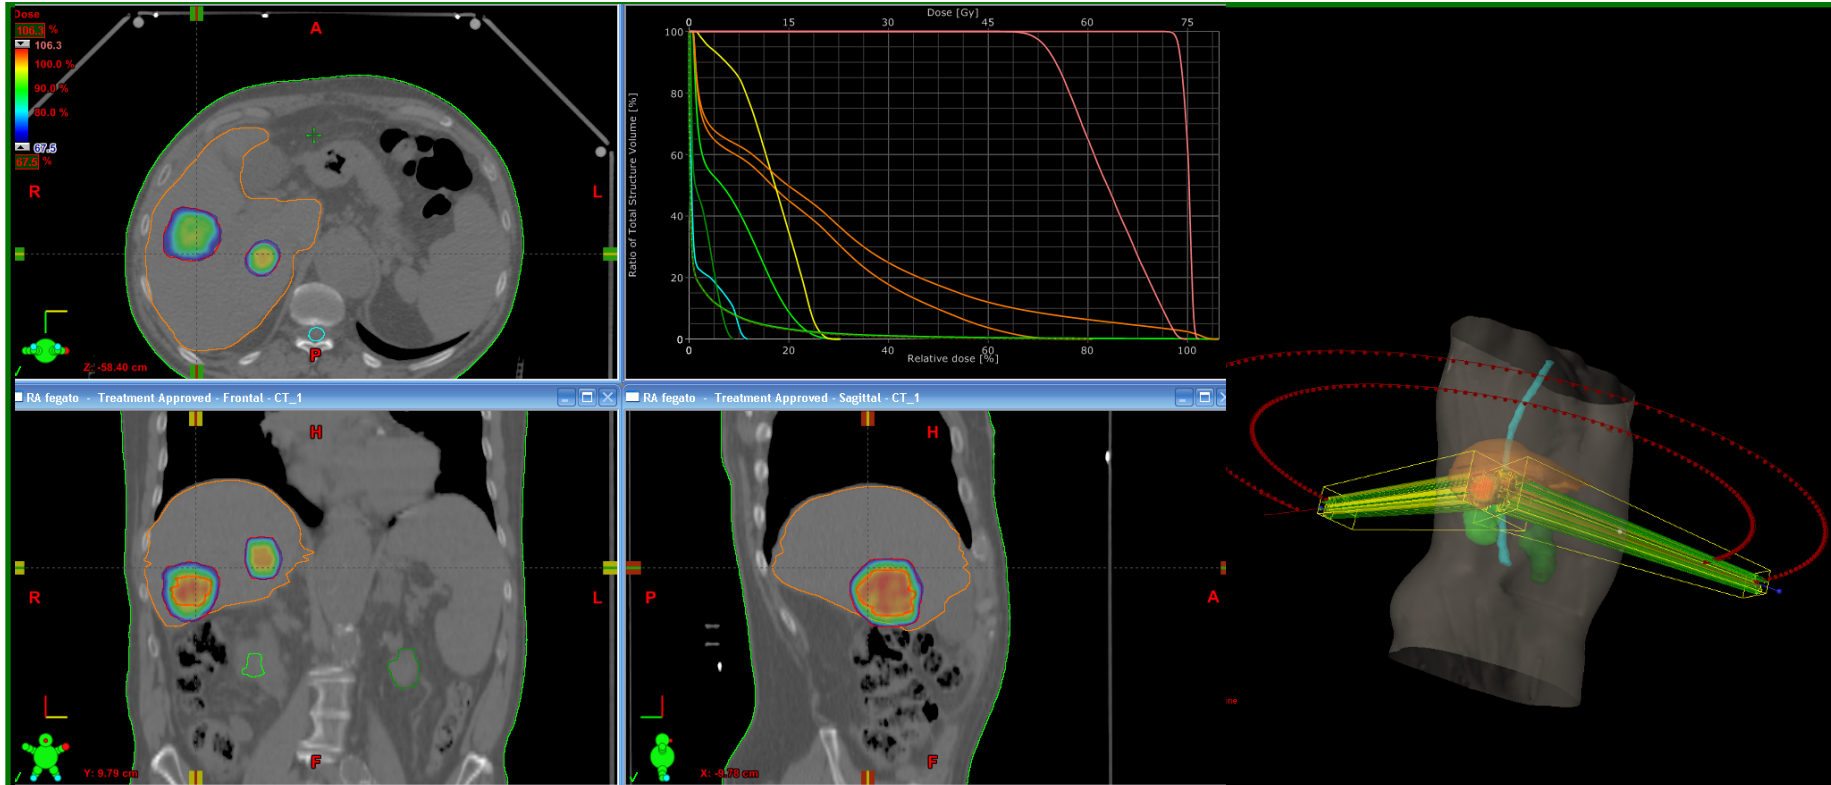 Dose
106.3 %
106.3
100.0 %
90.0 %
80.0 %
67.5
67.5 %
A
R
L
P
Z: -58.40 cm
Dose [Gy]
0 15 30 45 60 75
Ratio of Total Structure Volume [%]
100
80
60
40
20
0
0 20 40 60 80 100
Relative dose [%]
RA fegato - Treatment Approved - Frontal - CT_1
H
R
L
F
Y: 9.79 cm
RA fegato - Treatment Approved - Sagittal - CT_1
H
P
A
F
X: -9.78 cm
ine